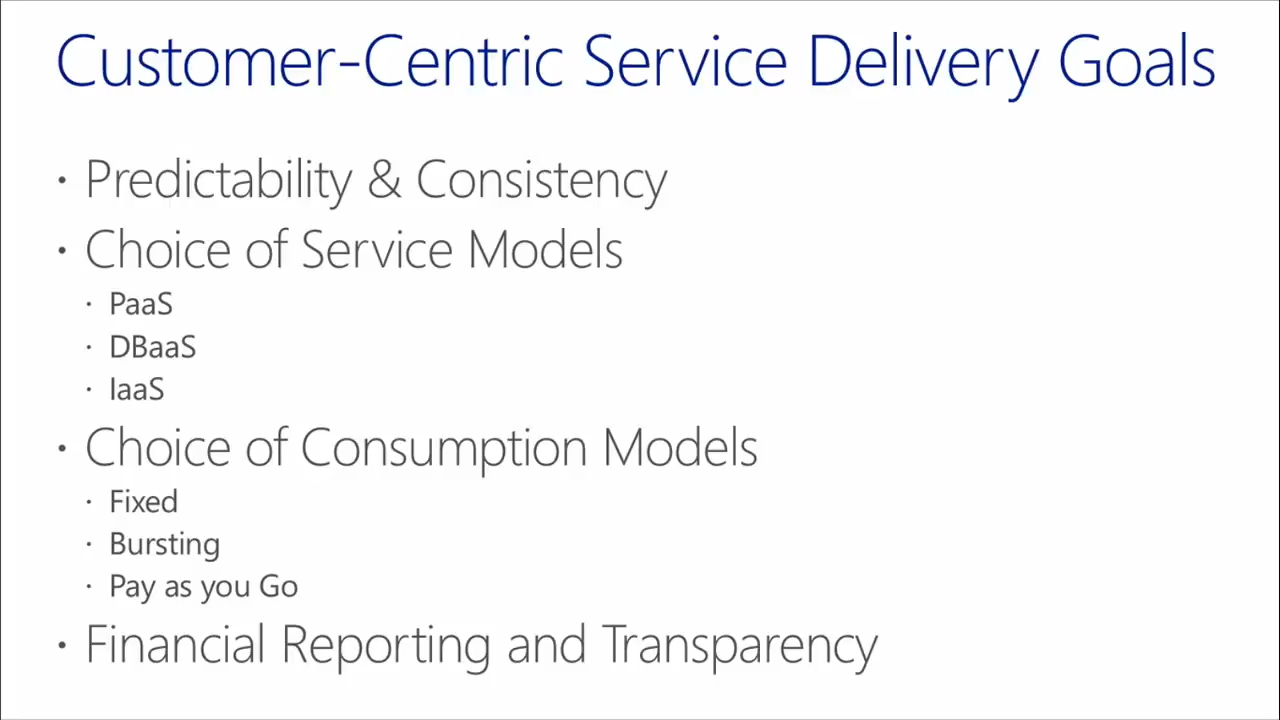 Customer-Centric Service Delivery Goals
· Predictability & Consistency
· Choice of Service Models
· PaaS
· DBaaS
· IaaS
· Choice of Consumption Models
· Fixed
· Bursting
· Pay as you Go
· Financial Reporting and Transparency